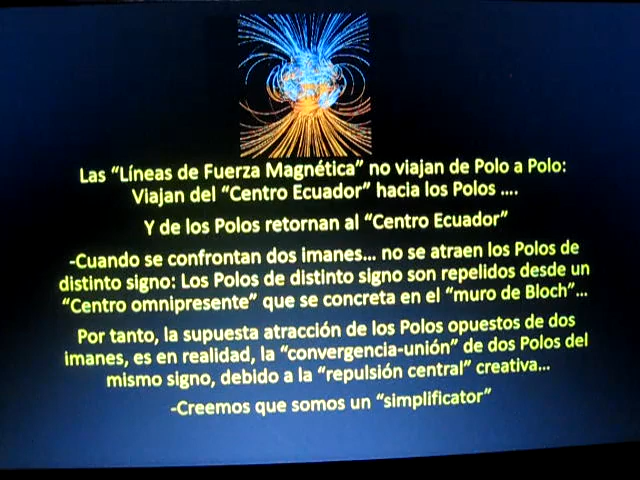 Las “Líneas de Fuerza Magnética” no viajan de Polo a Polo:
Viajan del “Centro Ecuador” hacia los Polos ....
Y de los Polos retornan al “Centro Ecuador”
-Cuando se confrontan dos imanes... no se atraen los Polos de
distinto signo: Los Polos de distinto signo son repelidos desde un
“Centro omnipresente” que se concreta en el “muro de Bloch”...
Por tanto, la supuesta atracción de los Polos opuestos de dos
imanes, es en realidad, la “convergencia-unión” de dos Polos del
mismo signo, debido a la “repulsión central” creativa...
-Creemos que somos un “simplificator”